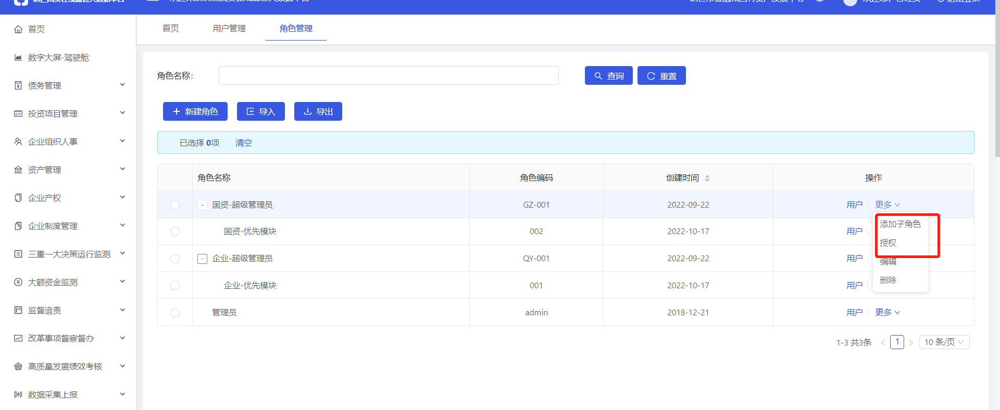 首页
数字大屏-驾驶舱
债务管理
投资项目管理
企业组织人事
资产管理
企业产权
企业制度管理
三重一大决策运行监测
大额资金监测
监督追责
改革事项督察督办
高质量发展绩效考核
数据采集上报
首页 用户管理 角色管理
角色名称:
查询 重置
新建角色 导入 导出
已选择 0项 清空
角色名称 角色编码 创建时间 操作
- 国资-超级管理员 GZ-001 2022-09-22 用户 更多
国资-优先模块 002 2022-10-17 用户
- 企业-超级管理员 QY-001 2022-09-22 用户
企业-优先模块 001 2022-10-17 用户
管理员 admin 2018-12-21 用户 更多
添加子角色
授权
编辑
删除
1-3 共3条 < 1 > 10 条/页